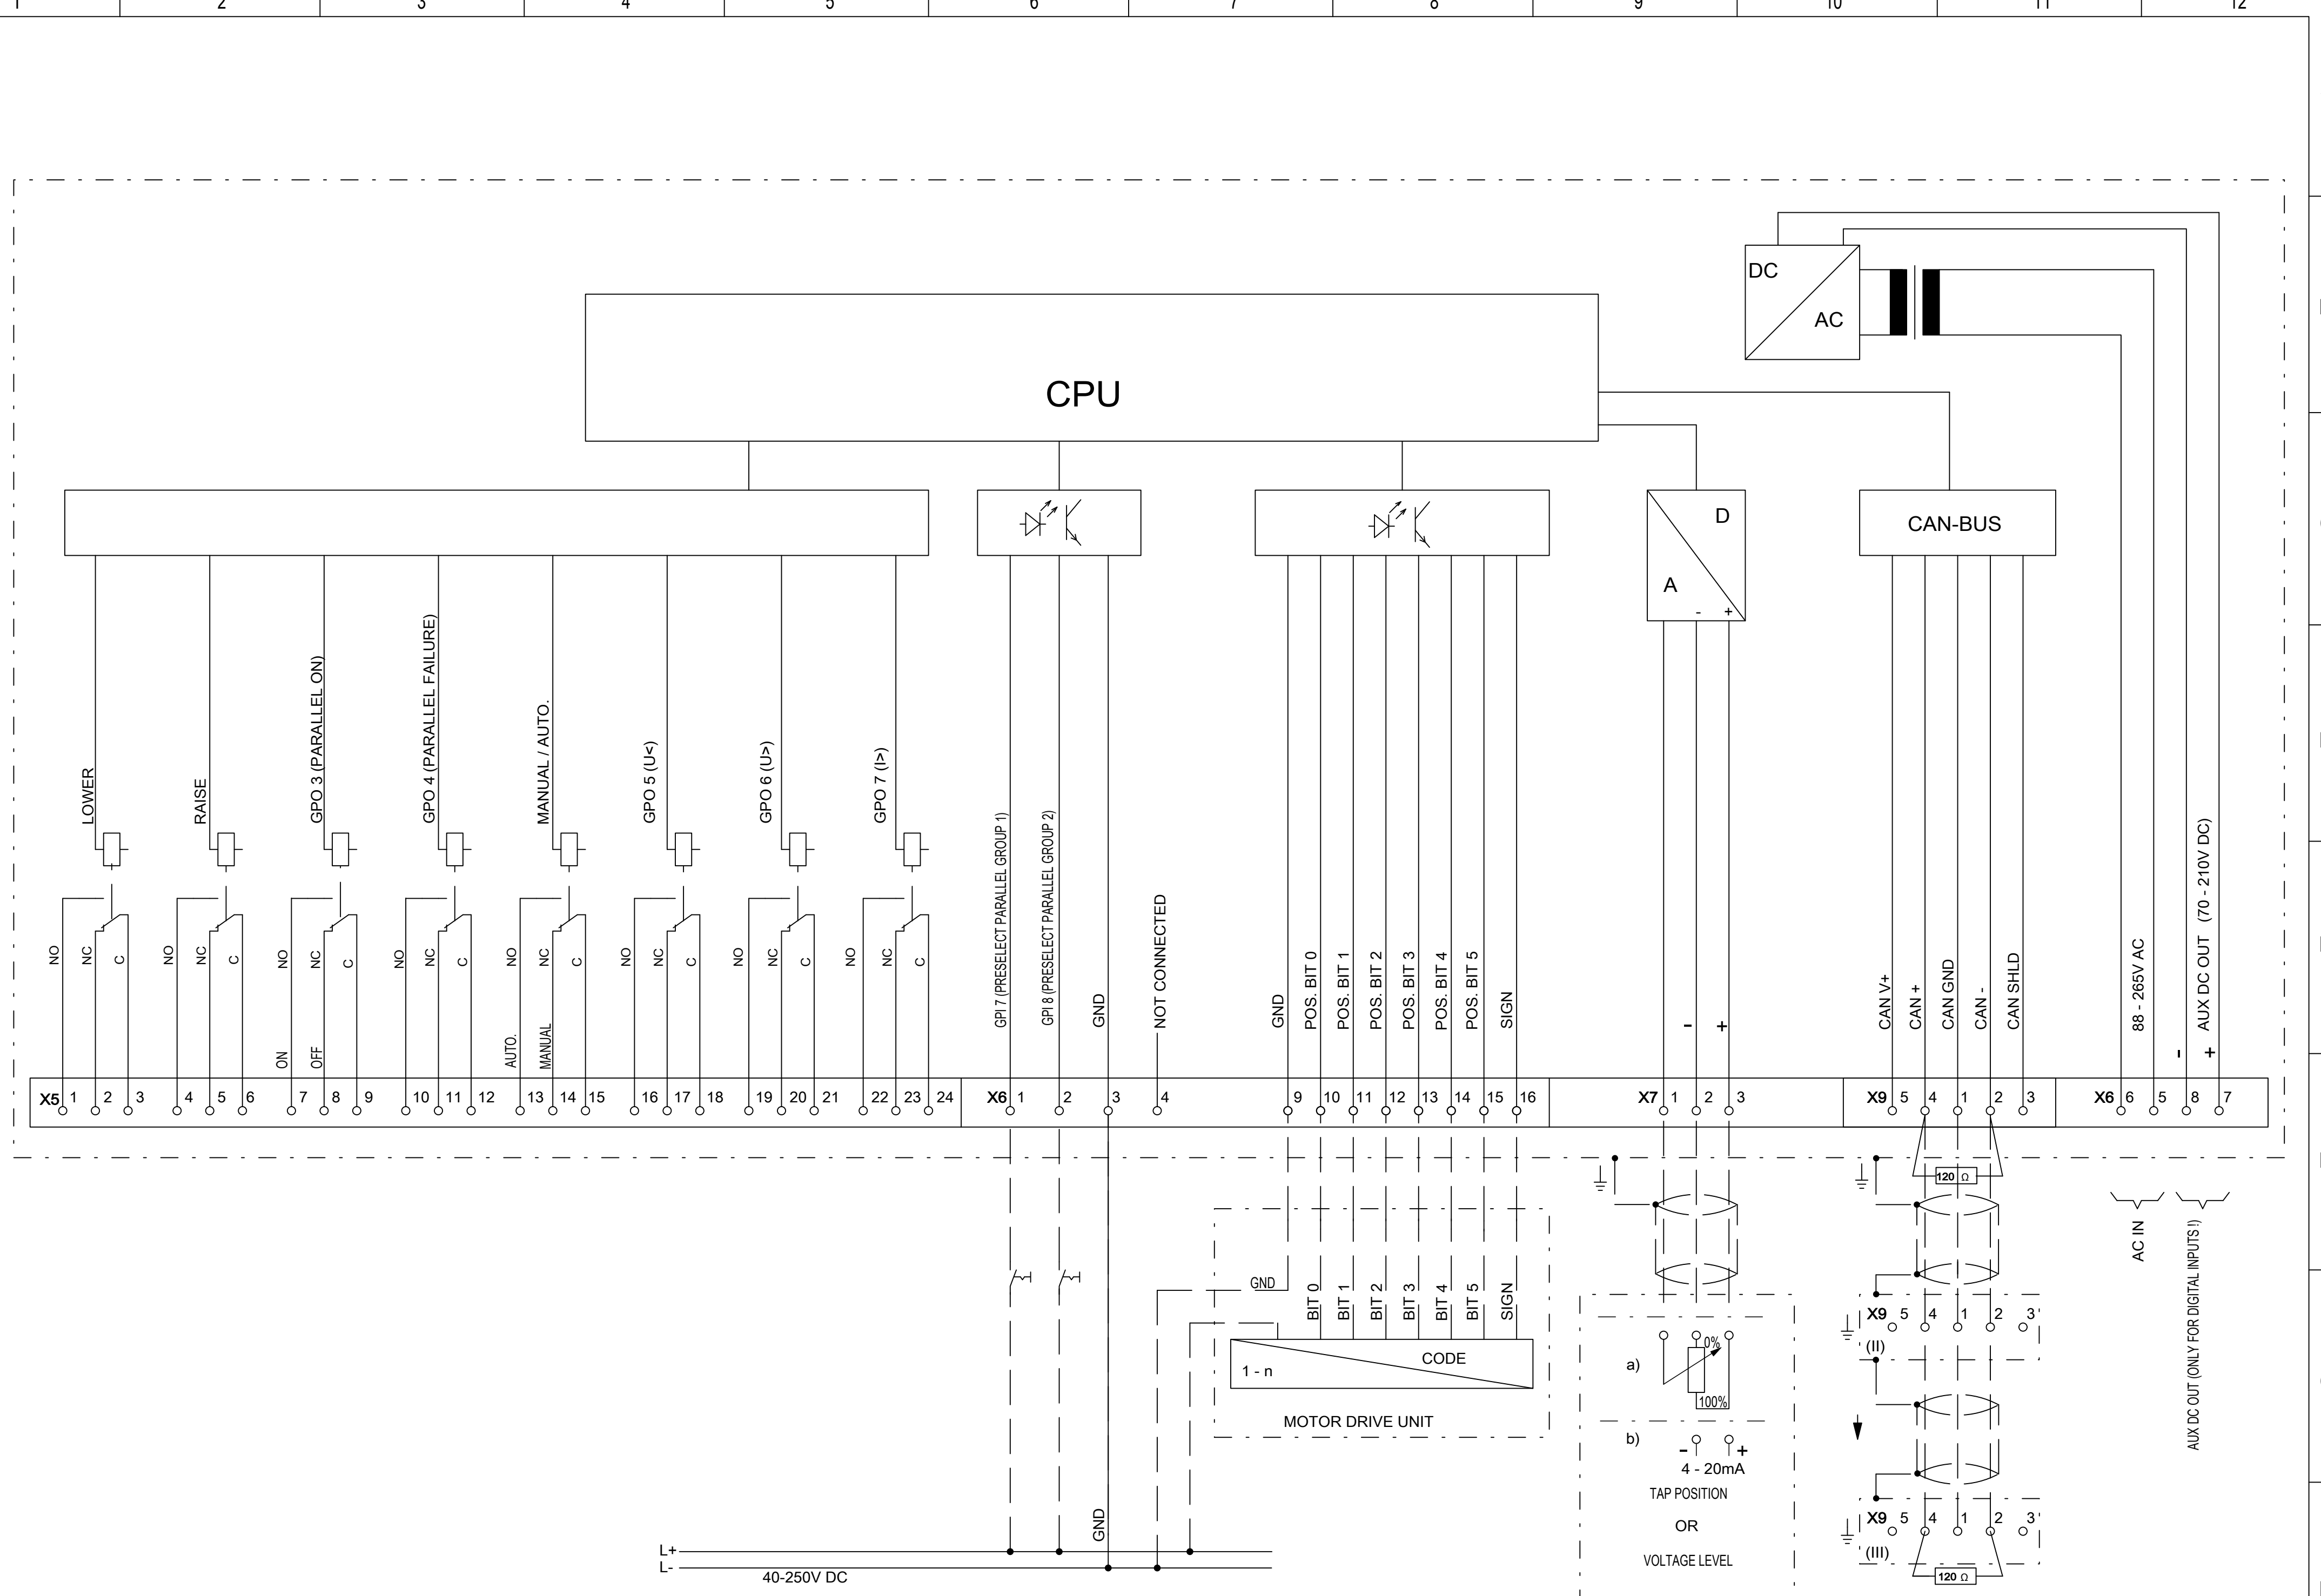 1 2 3 4 5 6 7 8 9 10 11 12
DC
AC
CPU
D
A
- +
CAN-BUS
LOWER
RAISE
GPO 3 (PARALLEL ON)
GPO 4 (PARALLEL FAILURE)
MANUAL / AUTO.
GPO 5 (U<)
GPO 6 (U>)
GPO 7 (I>)
GPI 7 (PRESELECT PARALLEL GROUP 1)
GPI 8 (PRESELECT PARALLEL GROUP 2)
GND
NOT CONNECTED
GND
POS. BIT 0
POS. BIT 1
POS. BIT 2
POS. BIT 3
POS. BIT 4
POS. BIT 5
SIGN
-
+
CAN V+
CAN +
CAN GND
CAN -
CAN SHLD
88 - 265V AC
-
+
AUX DC OUT (70 - 210V DC)
NO NC C
NO NC C
NO NC C
NO NC C
NO NC C
NO NC C
NO NC C
NO NC C
ON
OFF
AUTO.
MANUAL
X5 1 2 3 4 5 6 7 8 9 10 11 12 13 14 15 16 17 18 19 20 21 22 23 24
X6 1 2 3 4 9 10 11 12 13 14 15 16
X7 1 2 3
X9 5 4 1 2 3
X6 6 5 8 7
120 Ω
AC IN
AUX DC OUT (ONLY FOR DIGITAL INPUTS !)
GND
BIT 0
BIT 1
BIT 2
BIT 3
BIT 4
BIT 5
SIGN
CODE
1 - n
MOTOR DRIVE UNIT
a)
0%
100%
b)
- +
4 - 20mA
TAP POSITION
OR
VOLTAGE LEVEL
X9 5 4 1 2 3
(II)
X9 5 4 1 2 3
(III)
120 Ω
GND
L+
L-
40-250V DC